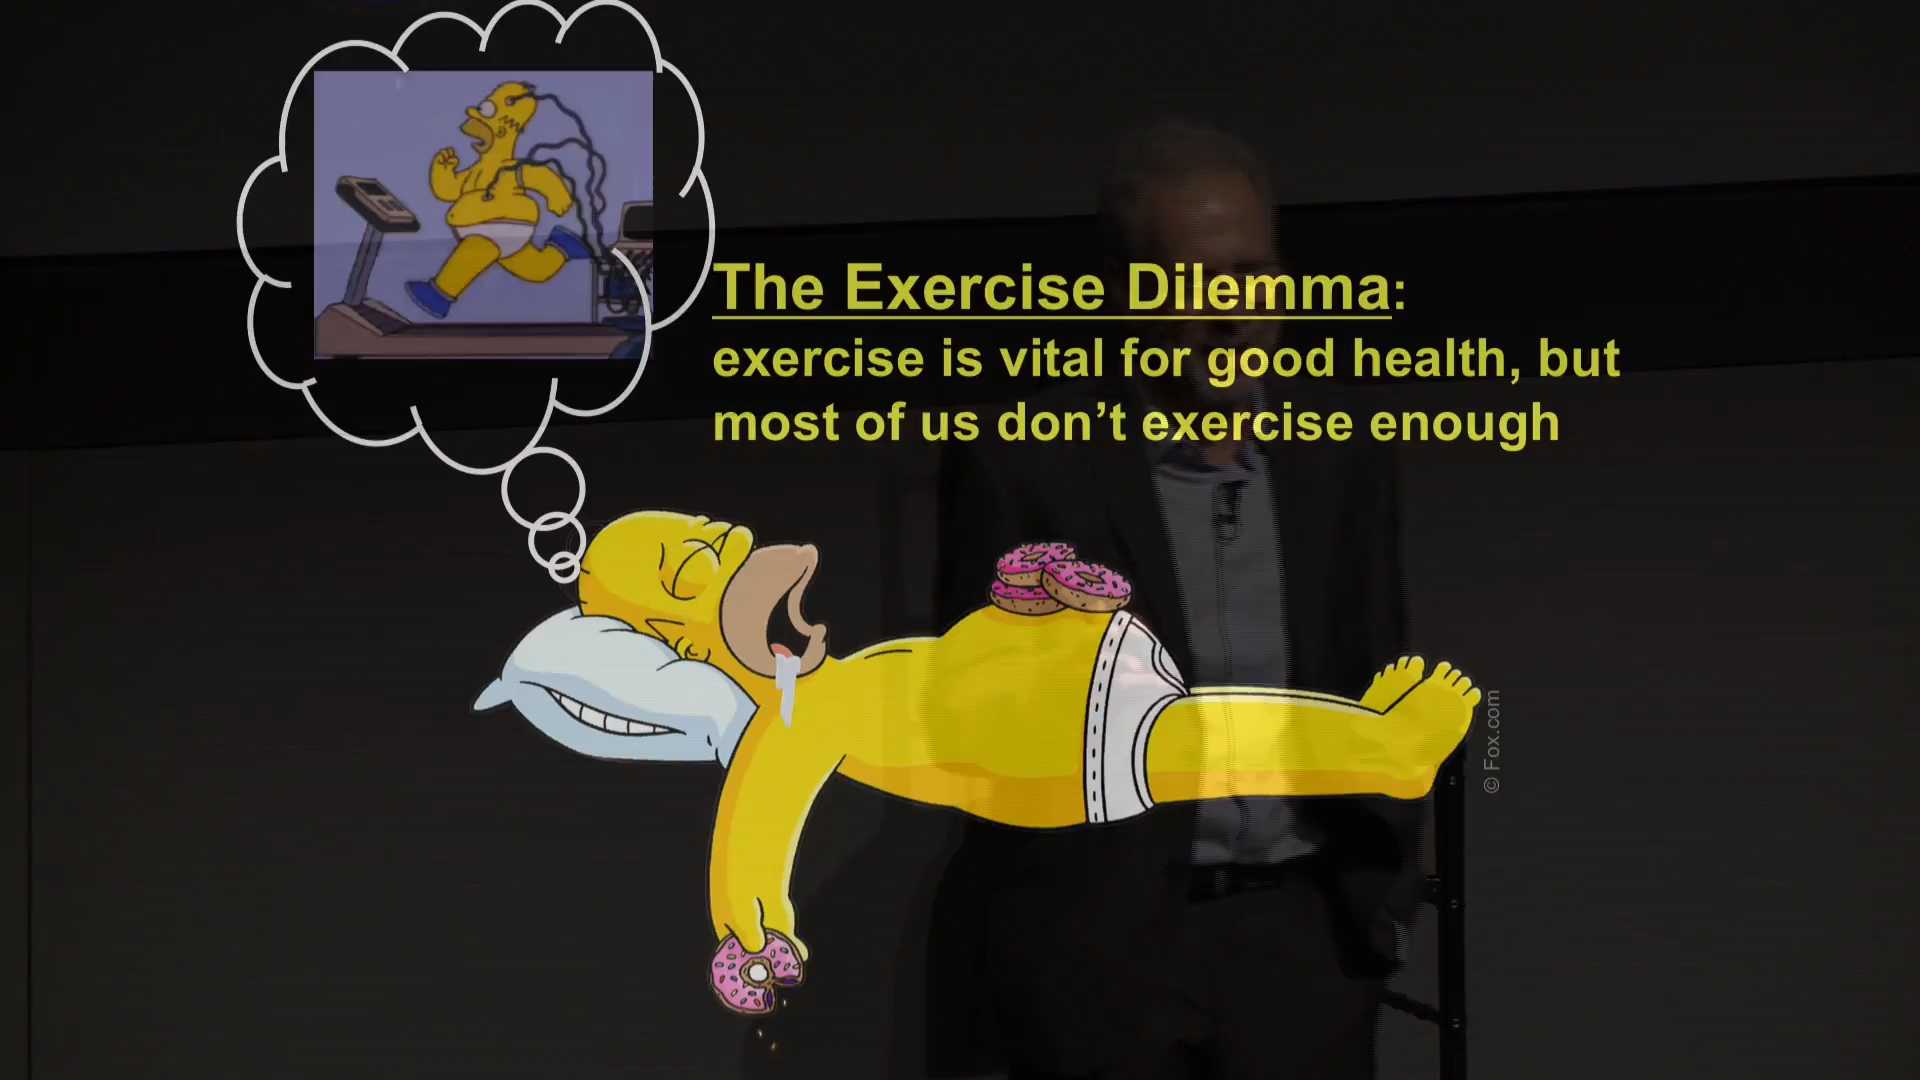 The Exercise Dilemma:
exercise is vital for good health, but
most of us don’t exercise enough
© Fox.com